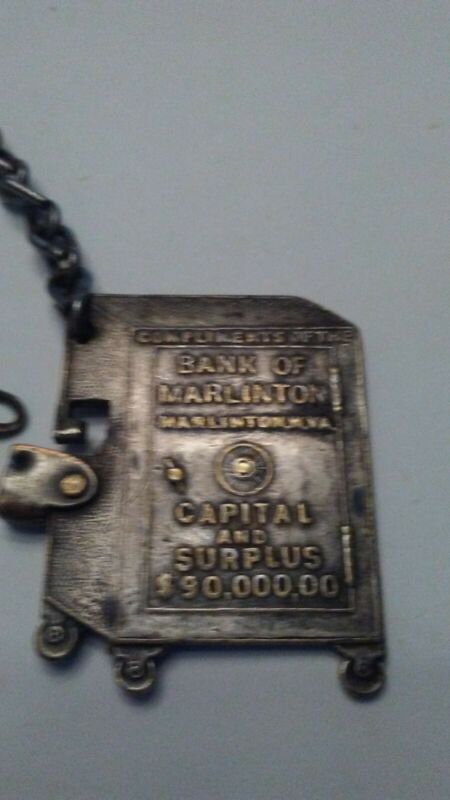 COMPLIMENTS OF THE
BANK OF
MARLINTON
MARLINTON.W.VA.
CAPITAL
AND
SURPLUS
$90,000.00